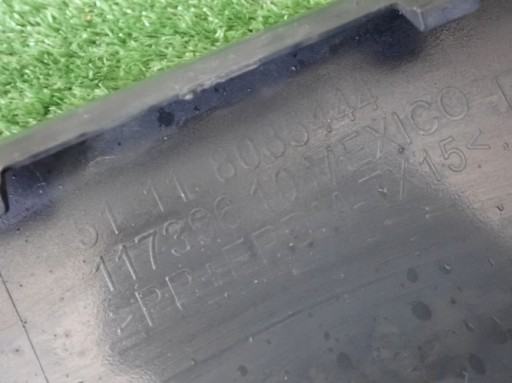 51.11. 8085444
117396 10 MEXICO-
>PP+EPDM-TX15<